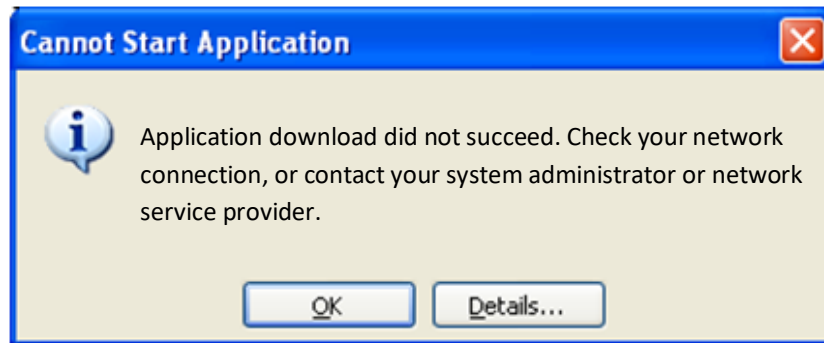 Cannot Start Application
Application download did not succeed. Check your network
connection, or contact your system administrator or network
service provider.
OK
Details...